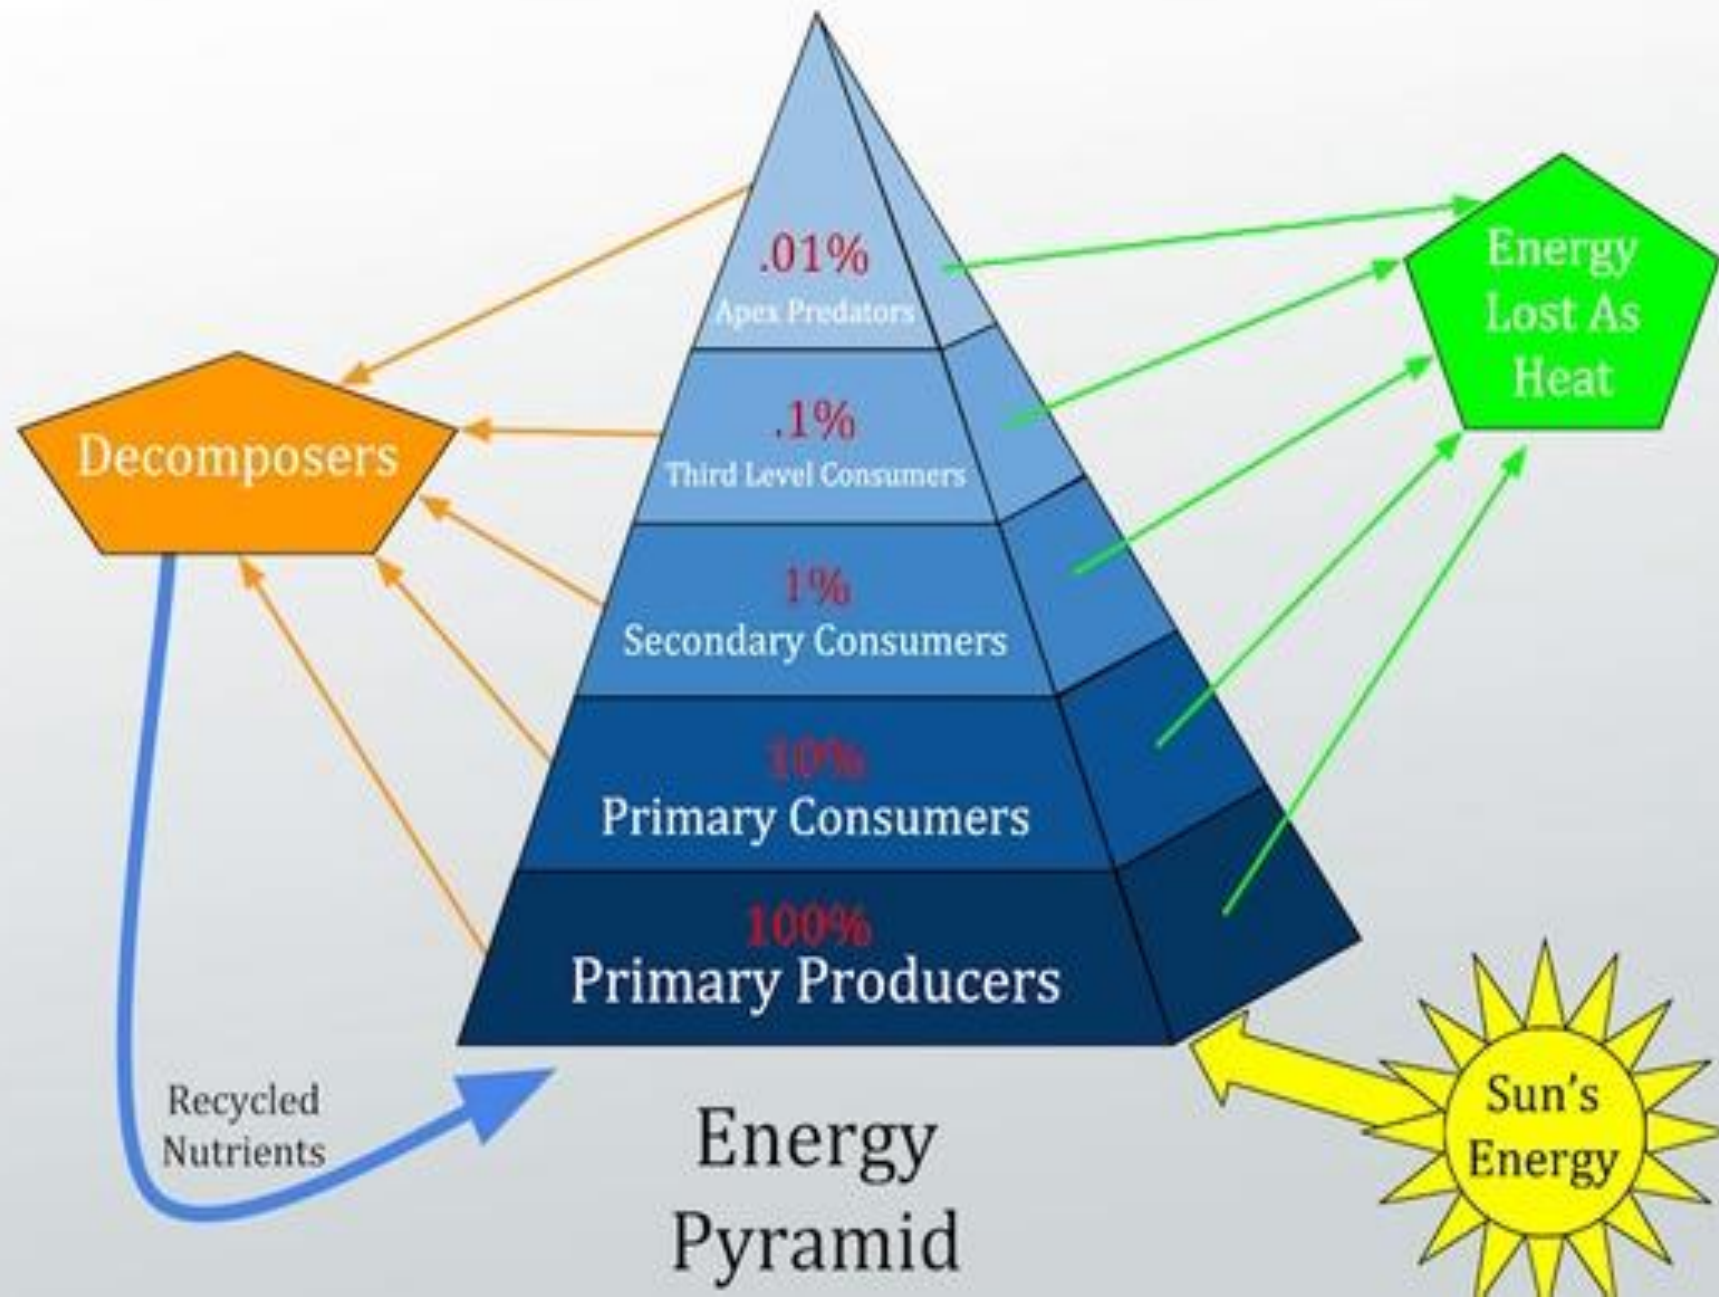 .01%
Apex Predators
Energy
Lost As
Heat
.1%
Third Level Consumers
Decomposers
1%
Secondary Consumers
10%
Primary Consumers
100%
Primary Producers
Recycled
Nutrients
Sun's
Energy
Energy
Pyramid